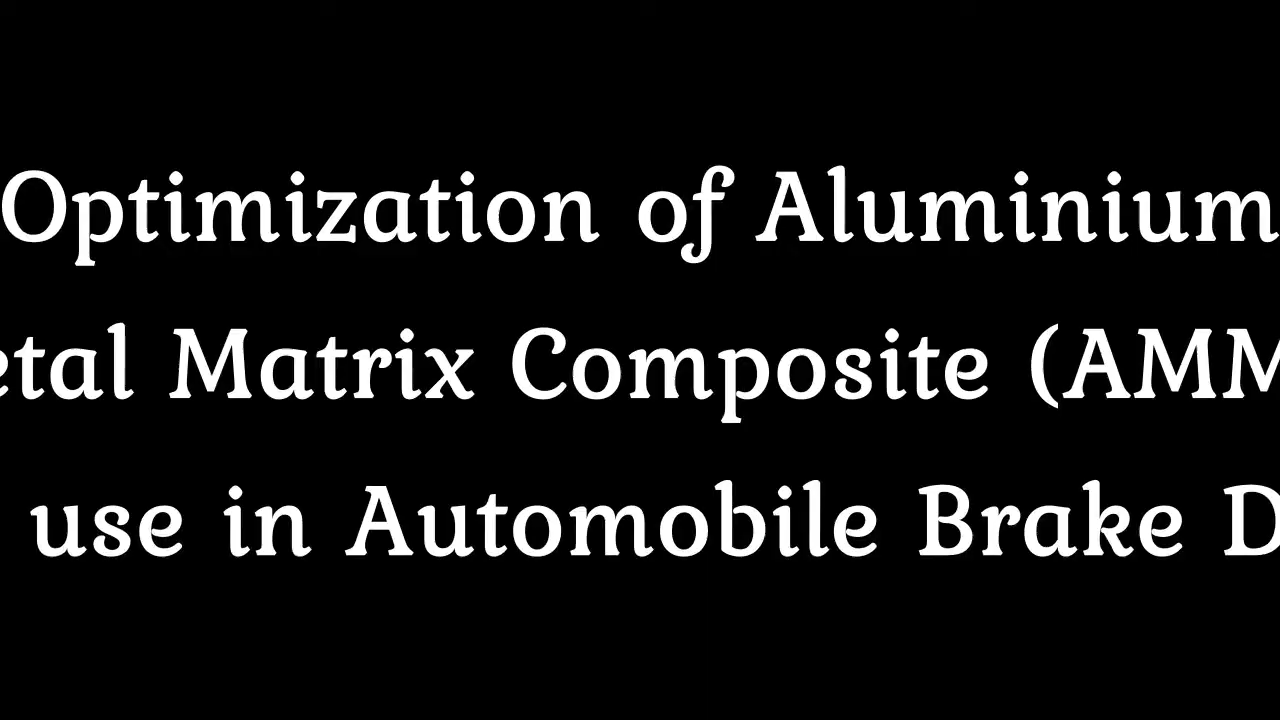 Optimization of Aluminium
etal Matrix Composite (AMM
use in Automobile Brake D